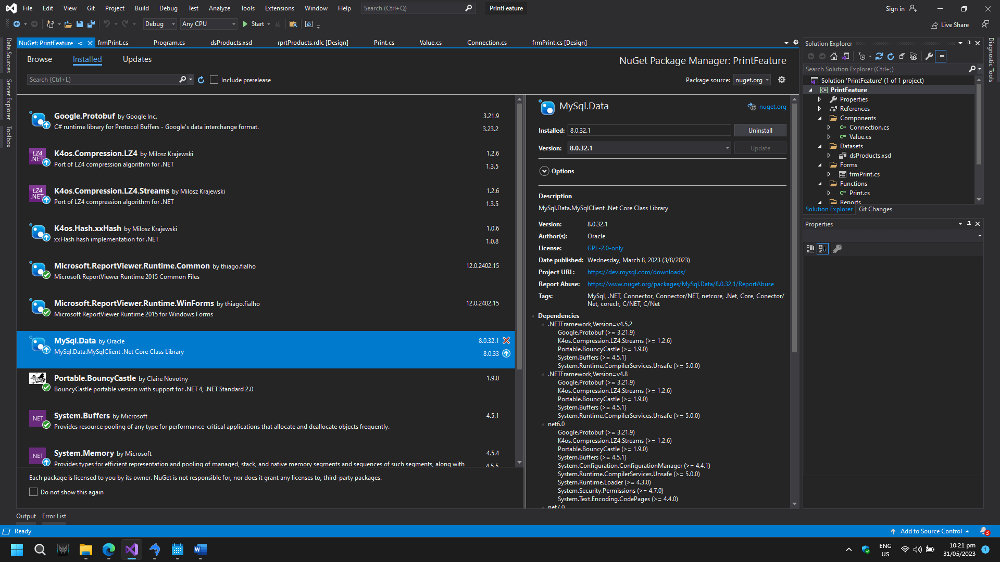 File Edit View Git Project Build Debug Test Analyze Tools Extensions Window Help Search (Ctrl+Q) PrintFeature Sign in
Debug Any CPU Start Live Share
NuGet: PrintFeature frmPrint.cs Program.cs dsProducts.xsd rprtProducts.rdlc [Design] Print.cs Value.cs Connection.cs frmPrint.cs [Design]
Data Sources
Server Explorer
Toolbox
Browse Installed Updates
NuGet Package Manager: PrintFeature
Search (Ctrl+L) Include prerelease
Package source: nuget.org
Google.Protobuf by Google Inc. 3.21.9
C# runtime library for Protocol Buffers - Google's data interchange format. 3.23.2
LZ4 .NET
K4os.Compression.LZ4 by Milosz Krajewski 1.2.6
Port of LZ4 compression algorithm for .NET 1.3.5
LZ4 .NET
K4os.Compression.LZ4.Streams by Milosz Krajewski 1.2.6
Port of LZ4 compression algorithm for .NET 1.3.5
K4os.Hash.xxHash by Milosz Krajewski 1.0.6
xxHash hash implementation for .NET 1.0.8
Microsoft.ReportViewer.Runtime.Common by thiago.fialho 12.0.2402.15
Microsoft ReportViewer Runtime 2015 Common Files
Microsoft.ReportViewer.Runtime.WinForms by thiago.fialho 12.0.2402.15
Microsoft ReportViewer Runtime 2015 for Windows Forms
MySql.Data by Oracle 8.0.32.1
MySql.Data.MySqlClient .Net Core Class Library 8.0.33
Portable.BouncyCastle by Claire Novotny 1.9.0
BouncyCastle portable version with support for .NET 4, .NET Standard 2.0
.NET
System.Buffers by Microsoft 4.5.1
Provides resource pooling of any type for performance-critical applications that allocate and deallocate objects frequently.
.NET
System.Memory by Microsoft 4.5.4
Provides types for efficient representation and pooling of managed, stack, and native memory segments and sequences of such segments, along with 4.5.5
Each package is licensed to you by its owner. NuGet is not responsible for, nor does it grant any licenses to, third-party packages.
Do not show this again
MySql.Data nuget.org
Installed: 8.0.32.1 Uninstall
Version: 8.0.32.1 Update
Options
Description
MySql.Data.MySqlClient .Net Core Class Library
Version: 8.0.32.1
Author(s): Oracle
License: GPL-2.0-only
Date published: Wednesday, March 8, 2023 (3/8/2023)
Project URL: https://dev.mysql.com/downloads/
Report Abuse: https://www.nuget.org/packages/MySql.Data/8.0.32.1/ReportAbuse
Tags: MySql, .NET, Connector, Connector/NET, netcore, .Net, Core, Conector/
Net, coreclr, C/NET, C/Net
Dependencies
.NETFramework,Version=v4.5.2
Google.Protobuf (>= 3.21.9)
K4os.Compression.LZ4.Streams (>= 1.2.6)
Portable.BouncyCastle (>= 1.9.0)
System.Buffers (>= 4.5.1)
System.Runtime.CompilerServices.Unsafe (>= 5.0.0)
.NETFramework,Version=v4.8
Google.Protobuf (>= 3.21.9)
K4os.Compression.LZ4.Streams (>= 1.2.6)
Portable.BouncyCastle (>= 1.9.0)
System.Buffers (>= 4.5.1)
System.Runtime.CompilerServices.Unsafe (>= 5.0.0)
net6.0
Google.Protobuf (>= 3.21.9)
K4os.Compression.LZ4.Streams (>= 1.2.6)
Portable.BouncyCastle (>= 1.9.0)
System.Buffers (>= 4.5.1)
System.Configuration.ConfigurationManager (>= 4.4.1)
System.Runtime.CompilerServices.Unsafe (>= 5.0.0)
System.Runtime.Loader (>= 4.3.0)
System.Security.Permissions (>= 4.7.0)
System.Text.Encoding.CodePages (>= 4.4.0)
net7.0
Solution Explorer
Search Solution Explorer (Ctrl+;)
Solution 'PrintFeature' (1 of 1 project)
C# PrintFeature
Properties
References
Components
C# Connection.cs
C# Value.cs
Datasets
dsProducts.xsd
Forms
frmPrint.cs
Functions
C# Print.cs
Reports
Solution Explorer Git Changes
Properties
Diagnostic Tools
Output Error List
Ready Add to Source Control 3
W ENG
US
10:21 pm
31/05/2023
1